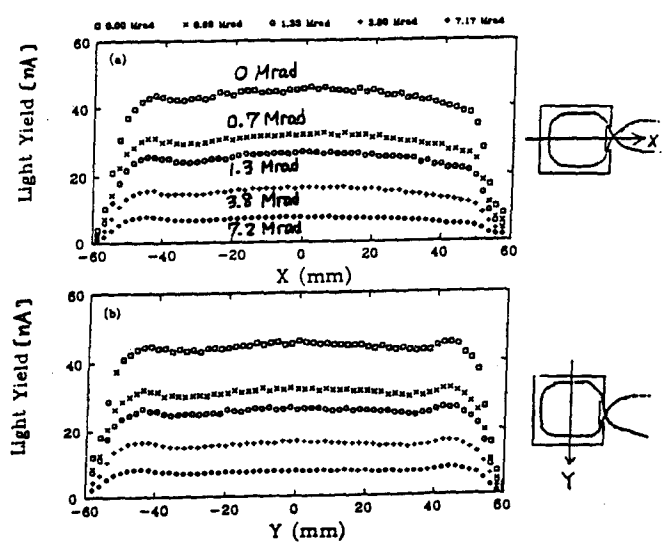 0.00 Mrad 0.66 Mrad 1.33 Mrad 3.80 Mrad 7.17 Mrad
60
(a)
0 Mrad
40
0.7 Mrad
1.3 Mrad
20
3.8 Mrad
7.2 Mrad
0
-60 -40 -20 0 20 40 60
X (mm)
Light Yield [nA]
X
60
(b)
40
20
0
-60 -40 -20 0 20 40 60
Y (mm)
Light Yield [nA]
Y